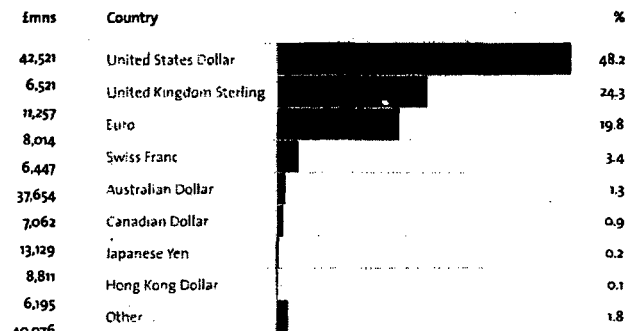 £mns Country %
42,521 United States Dollar 48.2
6,521 United Kingdom Sterling 24.3
11,257 Euro 19.8
8,014 Swiss Franc 3.4
6,447 Australian Dollar 1.3
37,654 Canadian Dollar 0.9
7,062 Japanese Yen 0.2
13,129 Hong Kong Dollar 0.1
8,811 Other 1.8
6,195